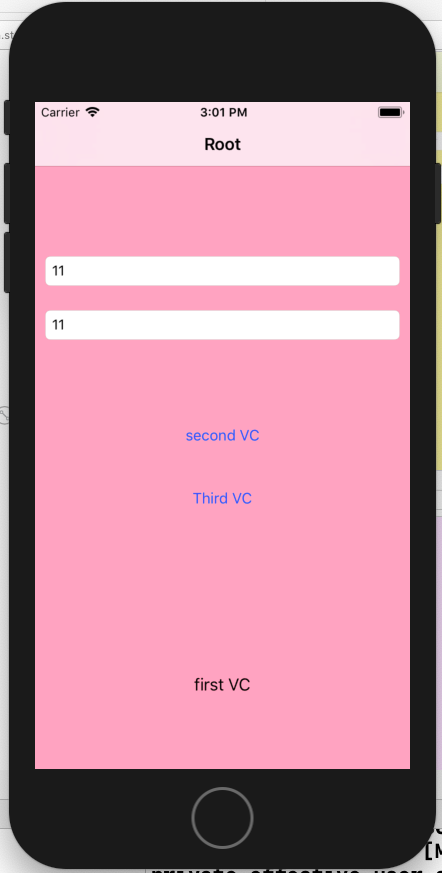 Carrier 3:01 PM
Root
11
11
second VC
Third VC
first VC